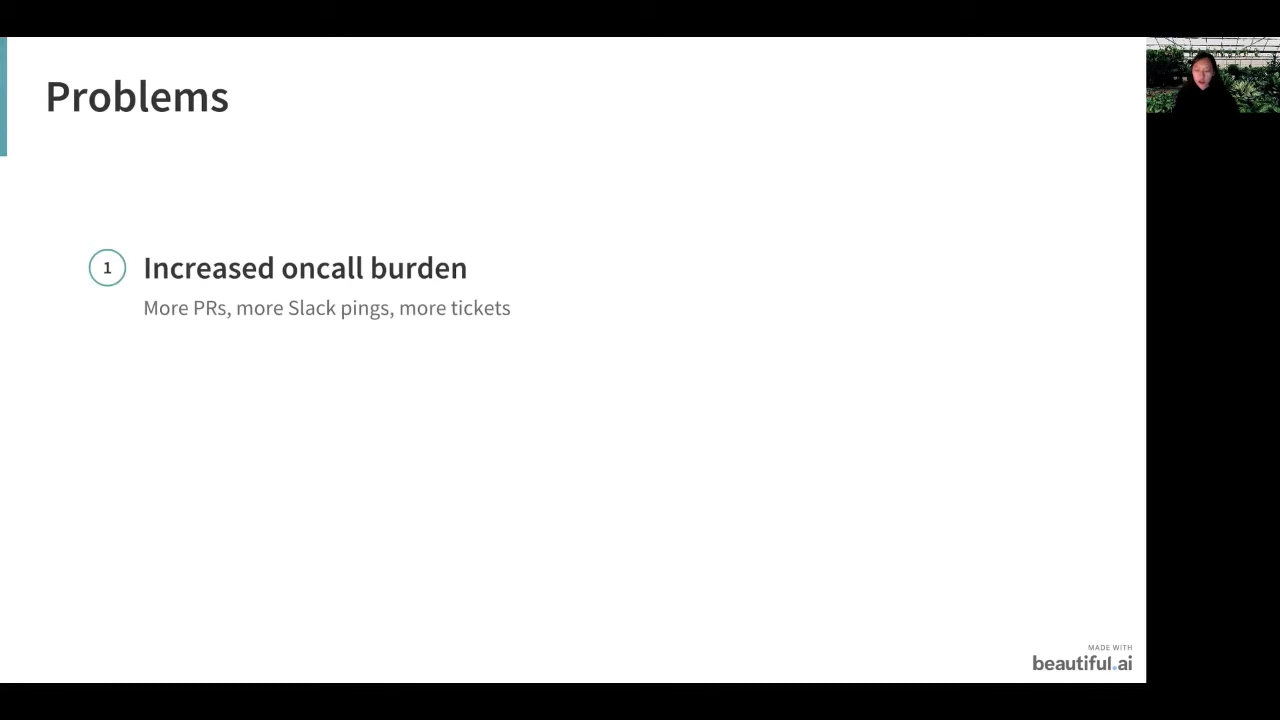 Problems
1
Increased oncall burden
More PRs, more Slack pings, more tickets
MADE WITH
beautiful.ai